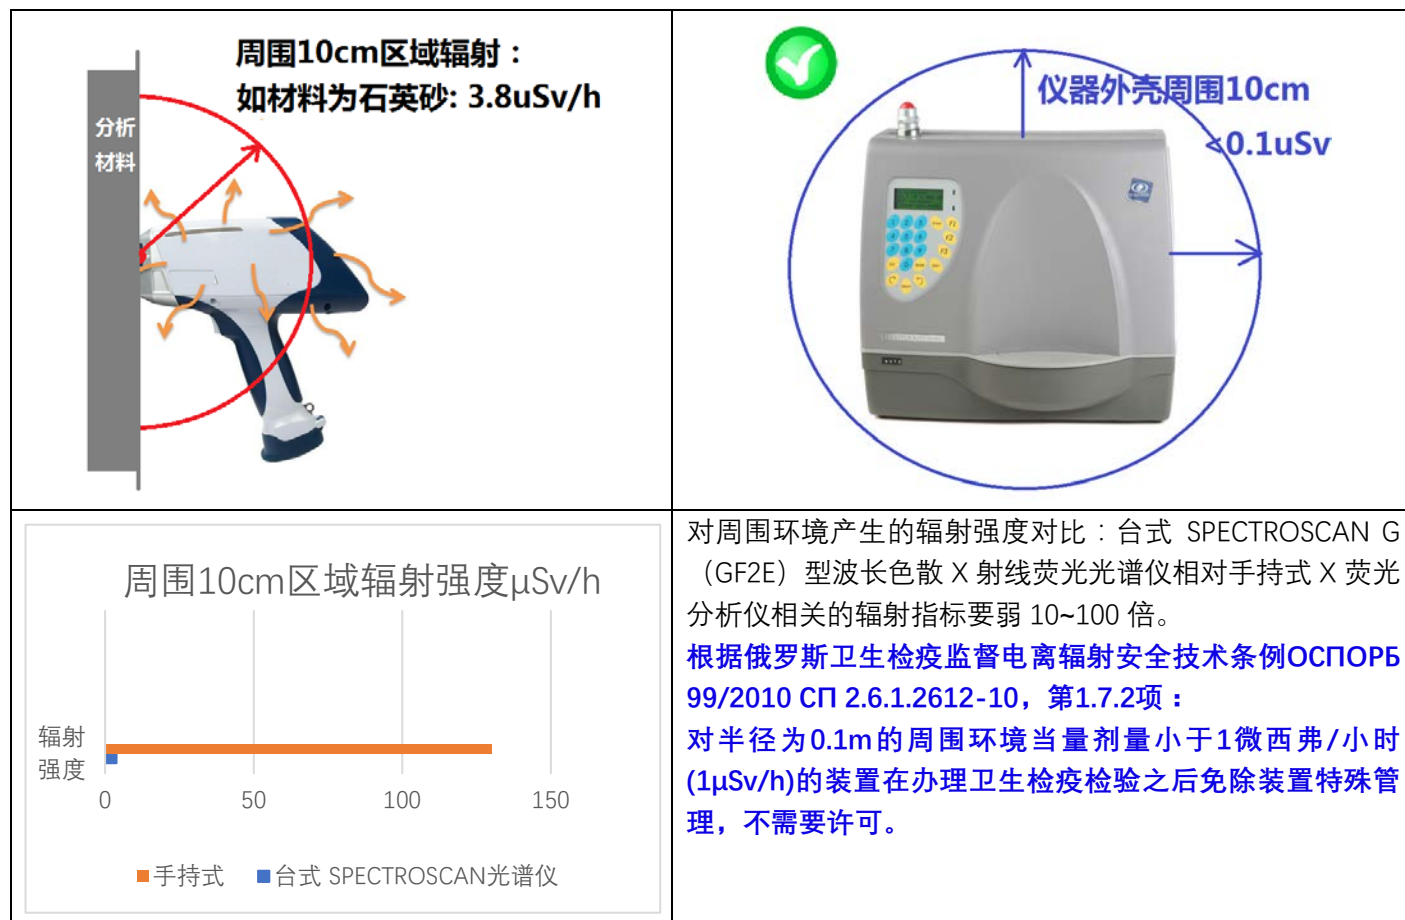 周围10cm区域辐射：
如材料为石英砂: 3.8uSv/h
分析
材料
仪器外壳周围10cm
<0.1uSv
周围10cm区域辐射强度μSv/h
辐射
强度
0 50 100 150
手持式 台式 SPECTROSCAN光谱仪
对周围环境产生的辐射强度对比：台式 SPECTROSCAN G
（GF2E）型波长色散 X 射线荧光光谱仪相对手持式 X 荧光
分析仪相关的辐射指标要弱 10~100 倍。
根据俄罗斯卫生检疫监督电离辐射安全技术条例ОСПОРБ
99/2010 СП 2.6.1.2612-10，第1.7.2项：
对半径为0.1m的周围环境当量剂量小于1微西弗/小时
(1μSv/h)的装置在办理卫生检疫检验之后免除装置特殊管
理，不需要许可。